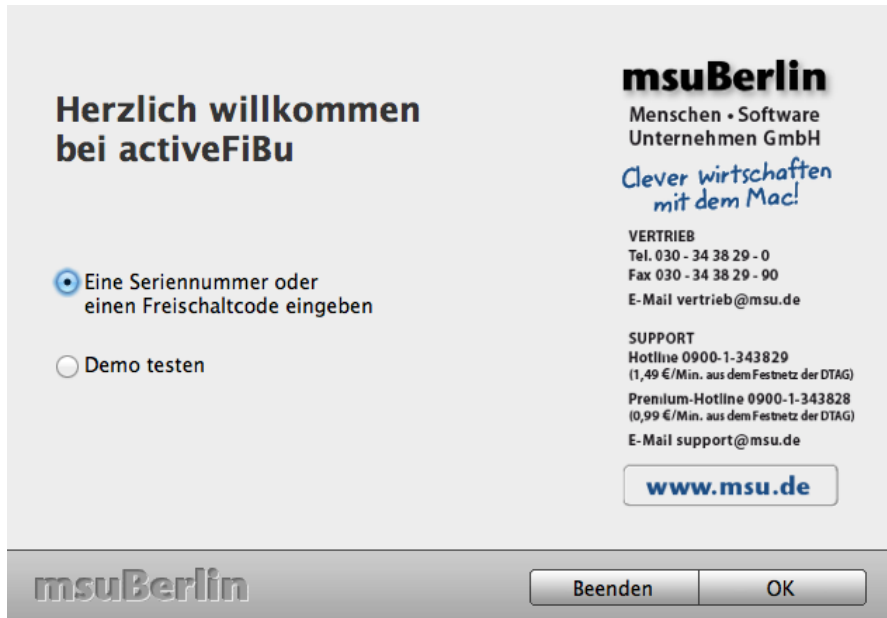 Herzlich willkommen
bei activeFiBu
Eine Seriennummer oder
einen Freischaltcode eingeben
Demo testen
msuBerlin
Menschen • Software
Unternehmen GmbH
Clever wirtschaften
mit dem Mac!
VERTRIEB
Tel. 030 - 34 38 29 - 0
Fax 030 - 34 38 29 - 90
E-Mail vertrieb@msu.de
SUPPORT
Hotline 0900-1-343829
(1,49 €/Min. aus dem Festnetz der DTAG)
Premium-Hotline 0900-1-343828
(0,99 €/Min. aus dem Festnetz der DTAG)
E-Mail support@msu.de
www.msu.de
msuBerlin
Beenden OK